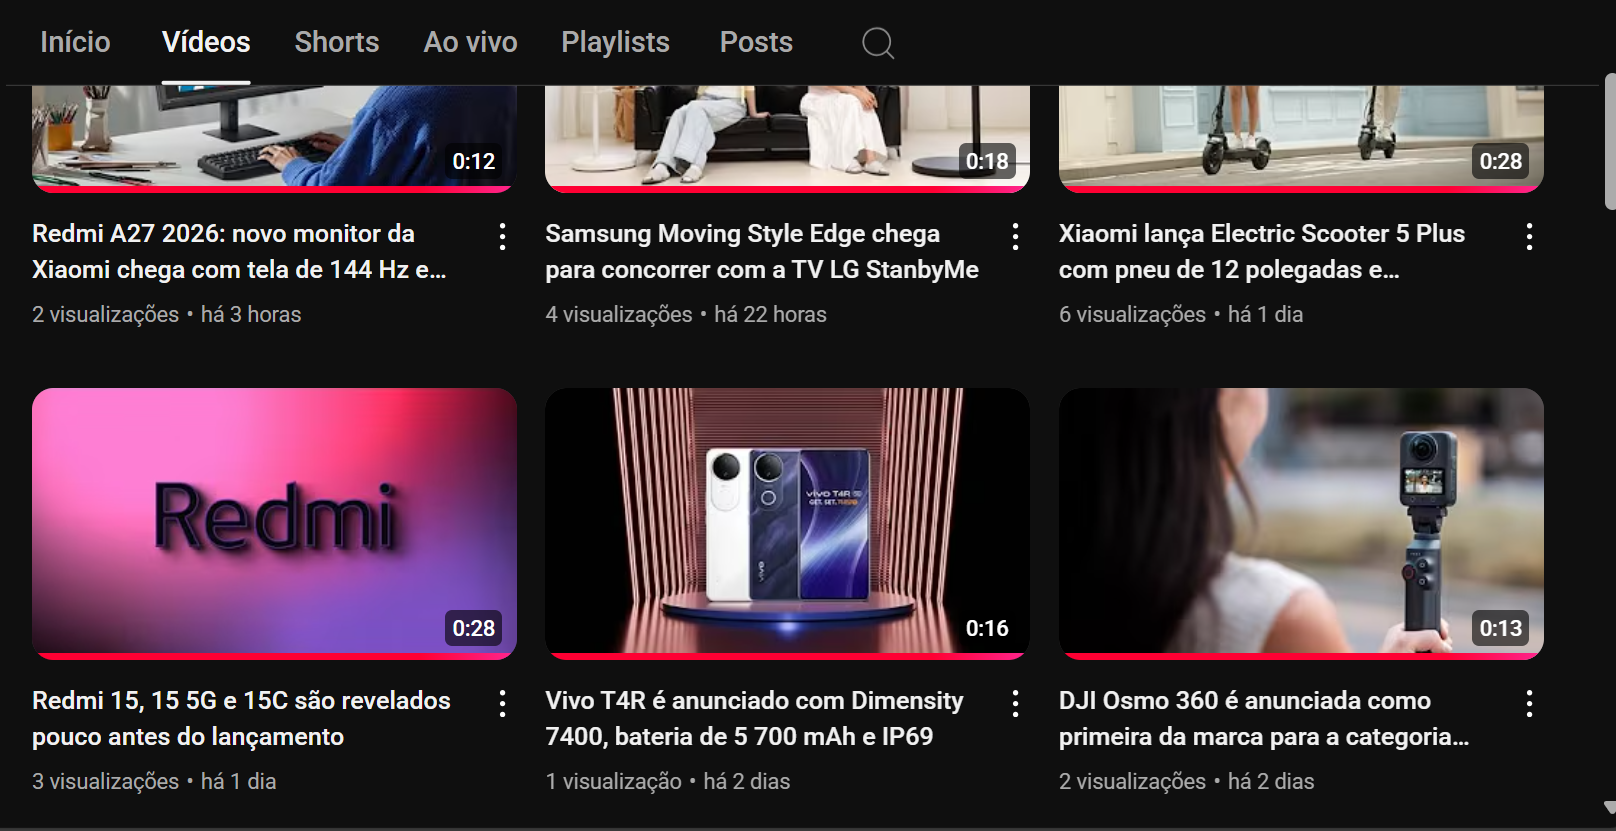 Início Vídeos Shorts Ao vivo Playlists Posts
0:12 0:18 0:28
Redmi A27 2026: novo monitor da
Xiaomi chega com tela de 144 Hz e...
2 visualizações • há 3 horas
Samsung Moving Style Edge chega
para concorrer com a TV LG StanbyMe
4 visualizações • há 22 horas
Xiaomi lança Electric Scooter 5 Plus
com pneu de 12 polegadas e...
6 visualizações • há 1 dia
Redmi
0:28
vivo T4R 5G
GET. SET. TURBO
vivo
0:16
0:13
Redmi 15, 15 5G e 15C são revelados
pouco antes do lançamento
3 visualizações • há 1 dia
Vivo T4R é anunciado com Dimensity
7400, bateria de 5 700 mAh e IP69
1 visualização • há 2 dias
DJI Osmo 360 é anunciada como
primeira da marca para a categoria...
2 visualizações • há 2 dias